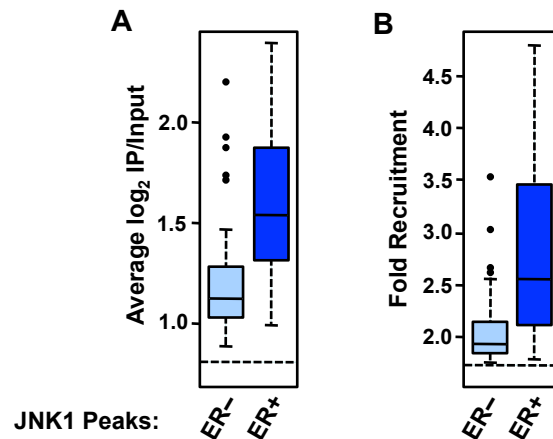 A
B
Average log₂ IP/Input
2.0
1.5
1.0
Fold Recruitment
4.5
4.0
3.5
3.0
2.5
2.0
JNK1 Peaks:
ER–
ER+
ER–
ER+